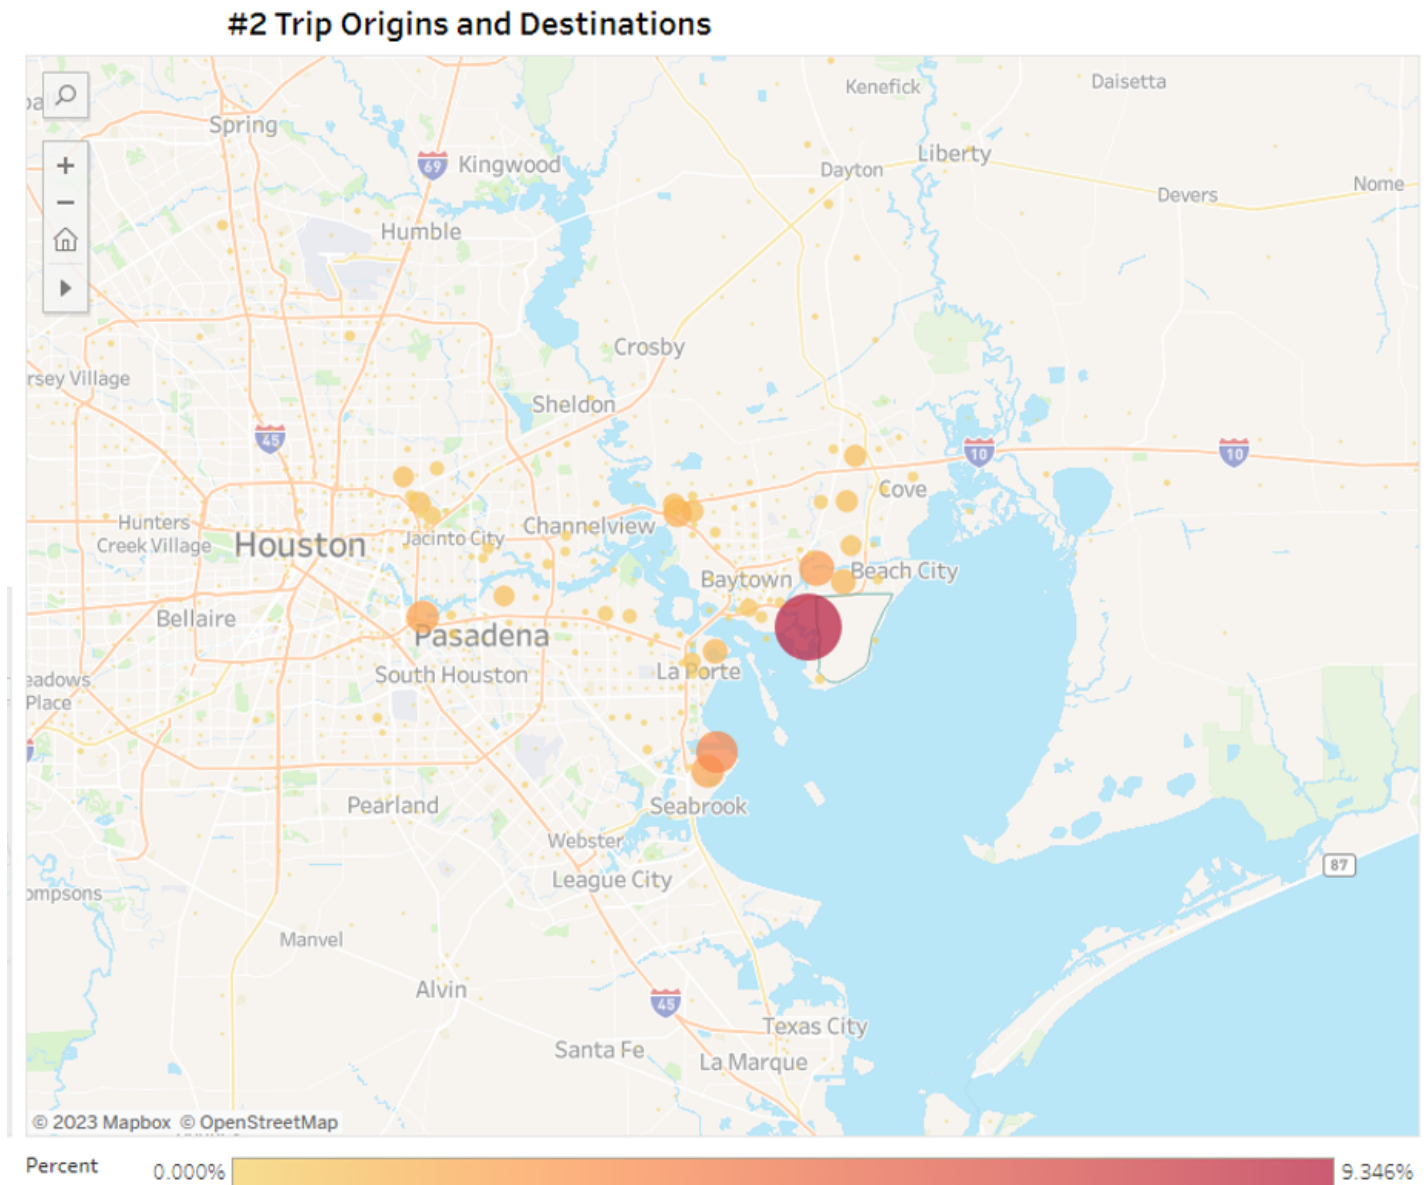 #2 Trip Origins and Destinations
Daisetta
Kenefick
Spring
Liberty
69
Kingwood
Dayton
Nome
Devers
Humble
Crosby
rsey Village
Sheldon
45
10
10
Cove
Hunters
Creek Village
Channelview
Jacinto City
Houston
Baytown
Beach City
Bellaire
Pasadena
La Porte
South Houston
eadows
Place
Pearland
Seabrook
Webster
87
League City
ompsons
Manvel
Alvin
45
Texas City
Santa Fe
La Marque
© 2023 Mapbox © OpenStreetMap
Percent
0.000%
9.346%